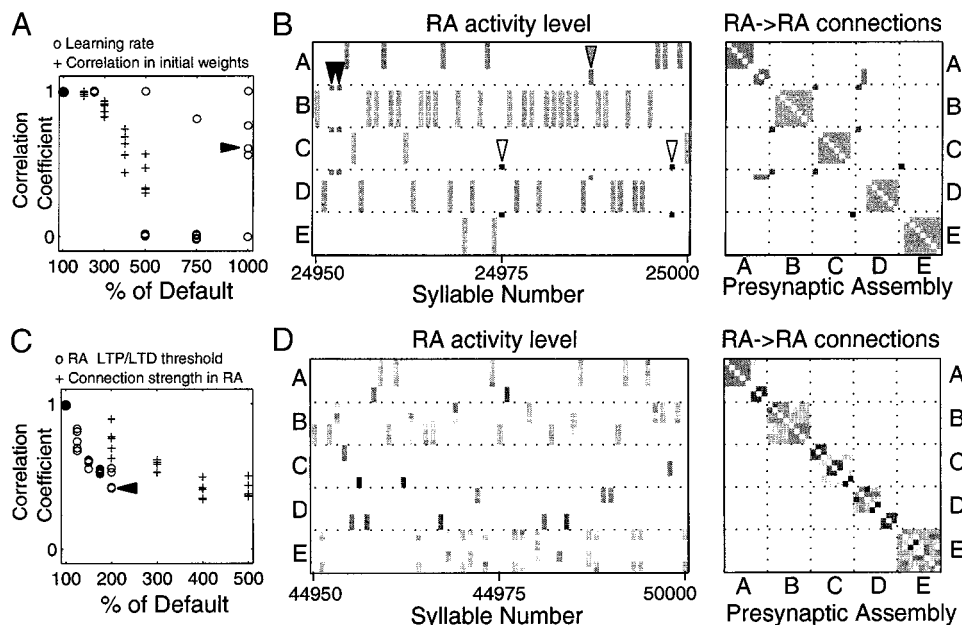 A
o Learning rate
+ Correlation in initial weights
1
Correlation
Coefficient
0
100 300 500 750 1000
% of Default
B
RA activity level
A
B
C
D
E
24950 24975 25000
Syllable Number
RA->RA connections
A
B
C
D
E
A B C D E
Presynaptic Assembly
C
o RA LTP/LTD threshold
+ Connection strength in RA
1
Correlation
Coefficient
0
100 200 300 400 500
% of Default
D
RA activity level
A
B
C
D
E
44950 44950 50000
Syllable Number
RA->RA connections
A
B
C
D
E
A B C D E
Presynaptic Assembly